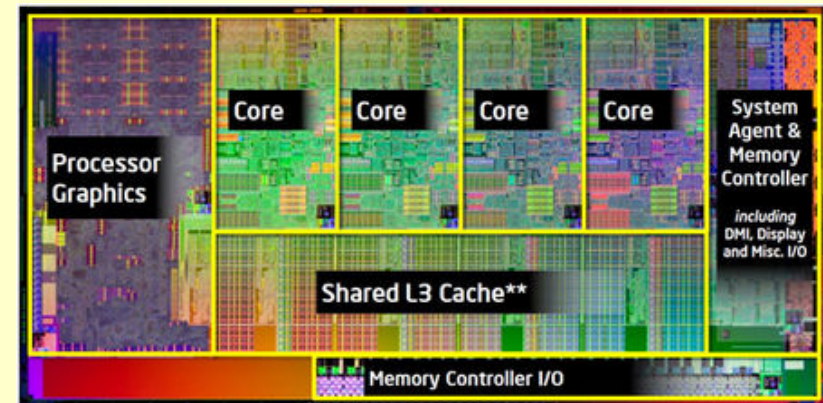 Processor
Graphics
Core
Core
Core
Core
System
Agent &
Memory
Controller
including
DMI, Display
and Misc. I/O
Shared L3 Cache**
Memory Controller I/O